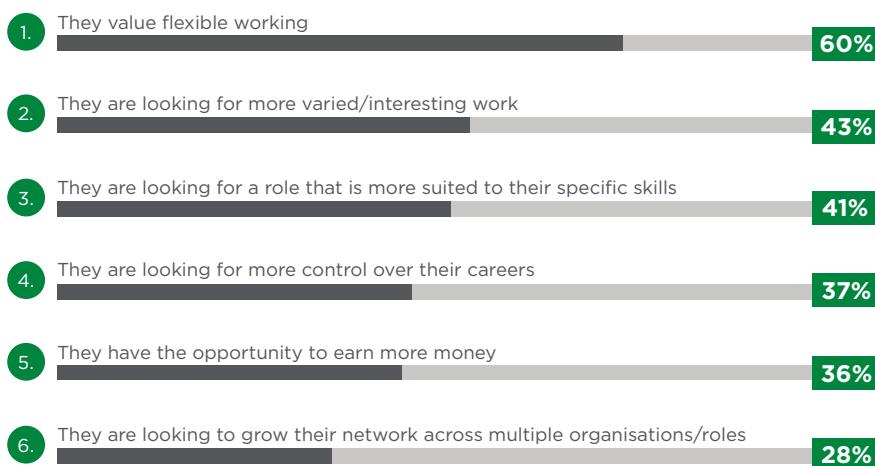 1.
They value flexible working
60%
2.
They are looking for more varied/interesting work
43%
3.
They are looking for a role that is more suited to their specific skills
41%
4.
They are looking for more control over their careers
37%
5.
They have the opportunity to earn more money
36%
6.
They are looking to grow their network across multiple organisations/roles
28%